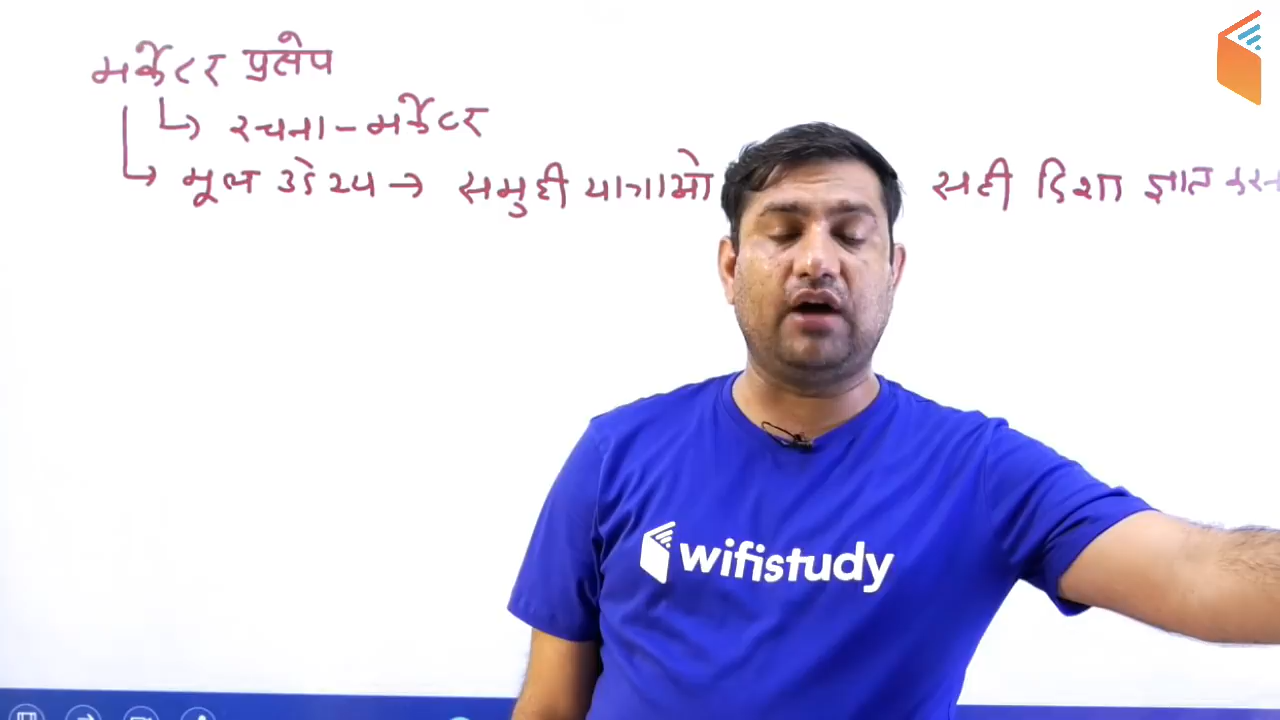 मर्केटर प्रक्षेप
रचना - मर्केटर
मूल उद्देश्य → समुद्री यात्राओ सही दिशा ज्ञात
wifistudy